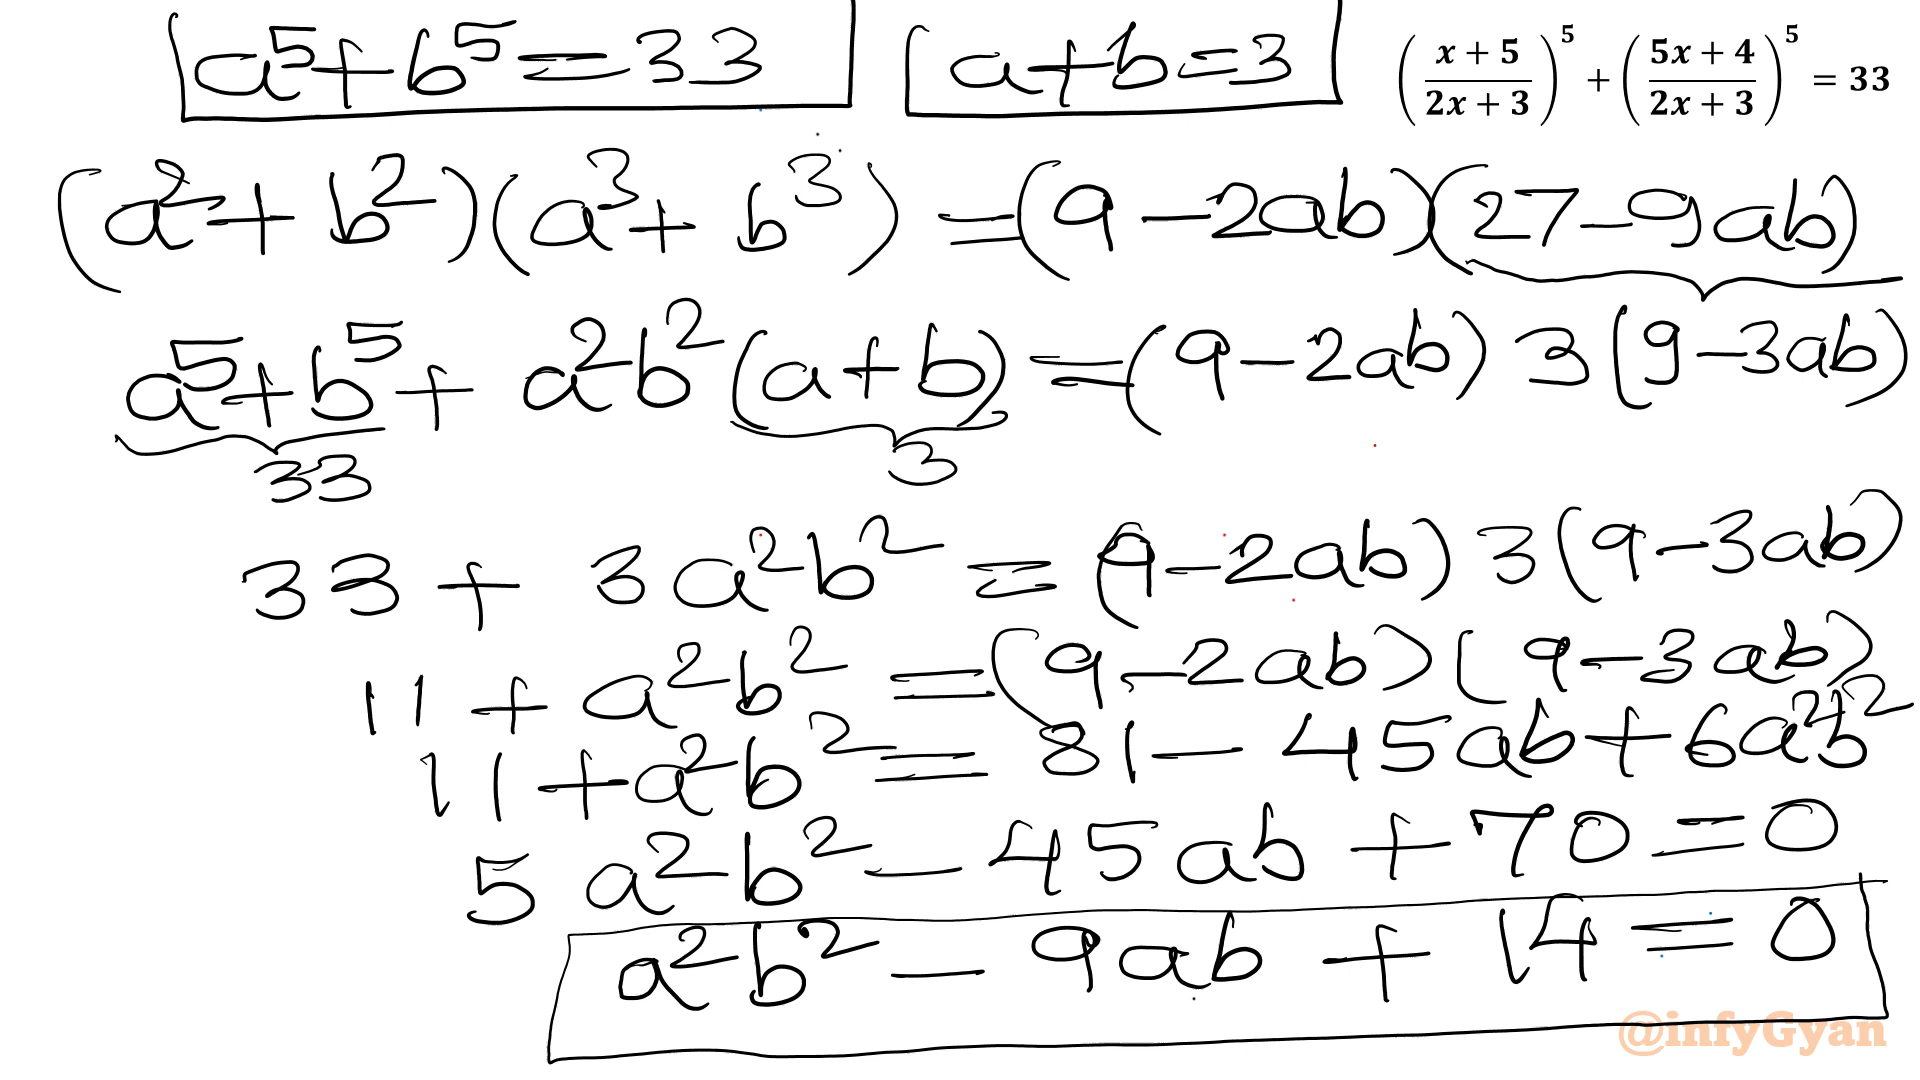 a⁵+b⁵=33 a+b=3 ((x+5)/(2x+3))⁵ + ((5x+4)/(2x+3))⁵ = 33
(a²+b²)(a³+b³)=(9-2ab)(27-9ab)
a⁵+b⁵+a²b²(a+b)=(9-2ab)3(9-3ab)
33 3
33+3a²b²=(9-2ab)3(9-3ab)
11+a²b²=(9-2ab)(9-3ab)
11+a²b²=81-45ab+6a²b²
5a²b²-45ab+70=0
a²b²-9ab+14=0
@infyGyan